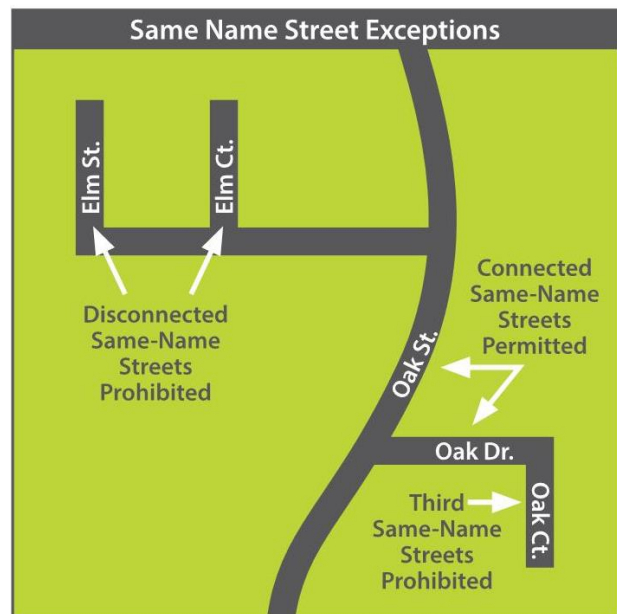 Same Name Street Exceptions
Elm St.
Elm Ct.
Disconnected
Same-Name
Streets
Prohibited
Connected
Same-Name
Streets
Permitted
Oak St.
Oak Dr.
Oak Ct.
Third
Same-Name
Streets
Prohibited